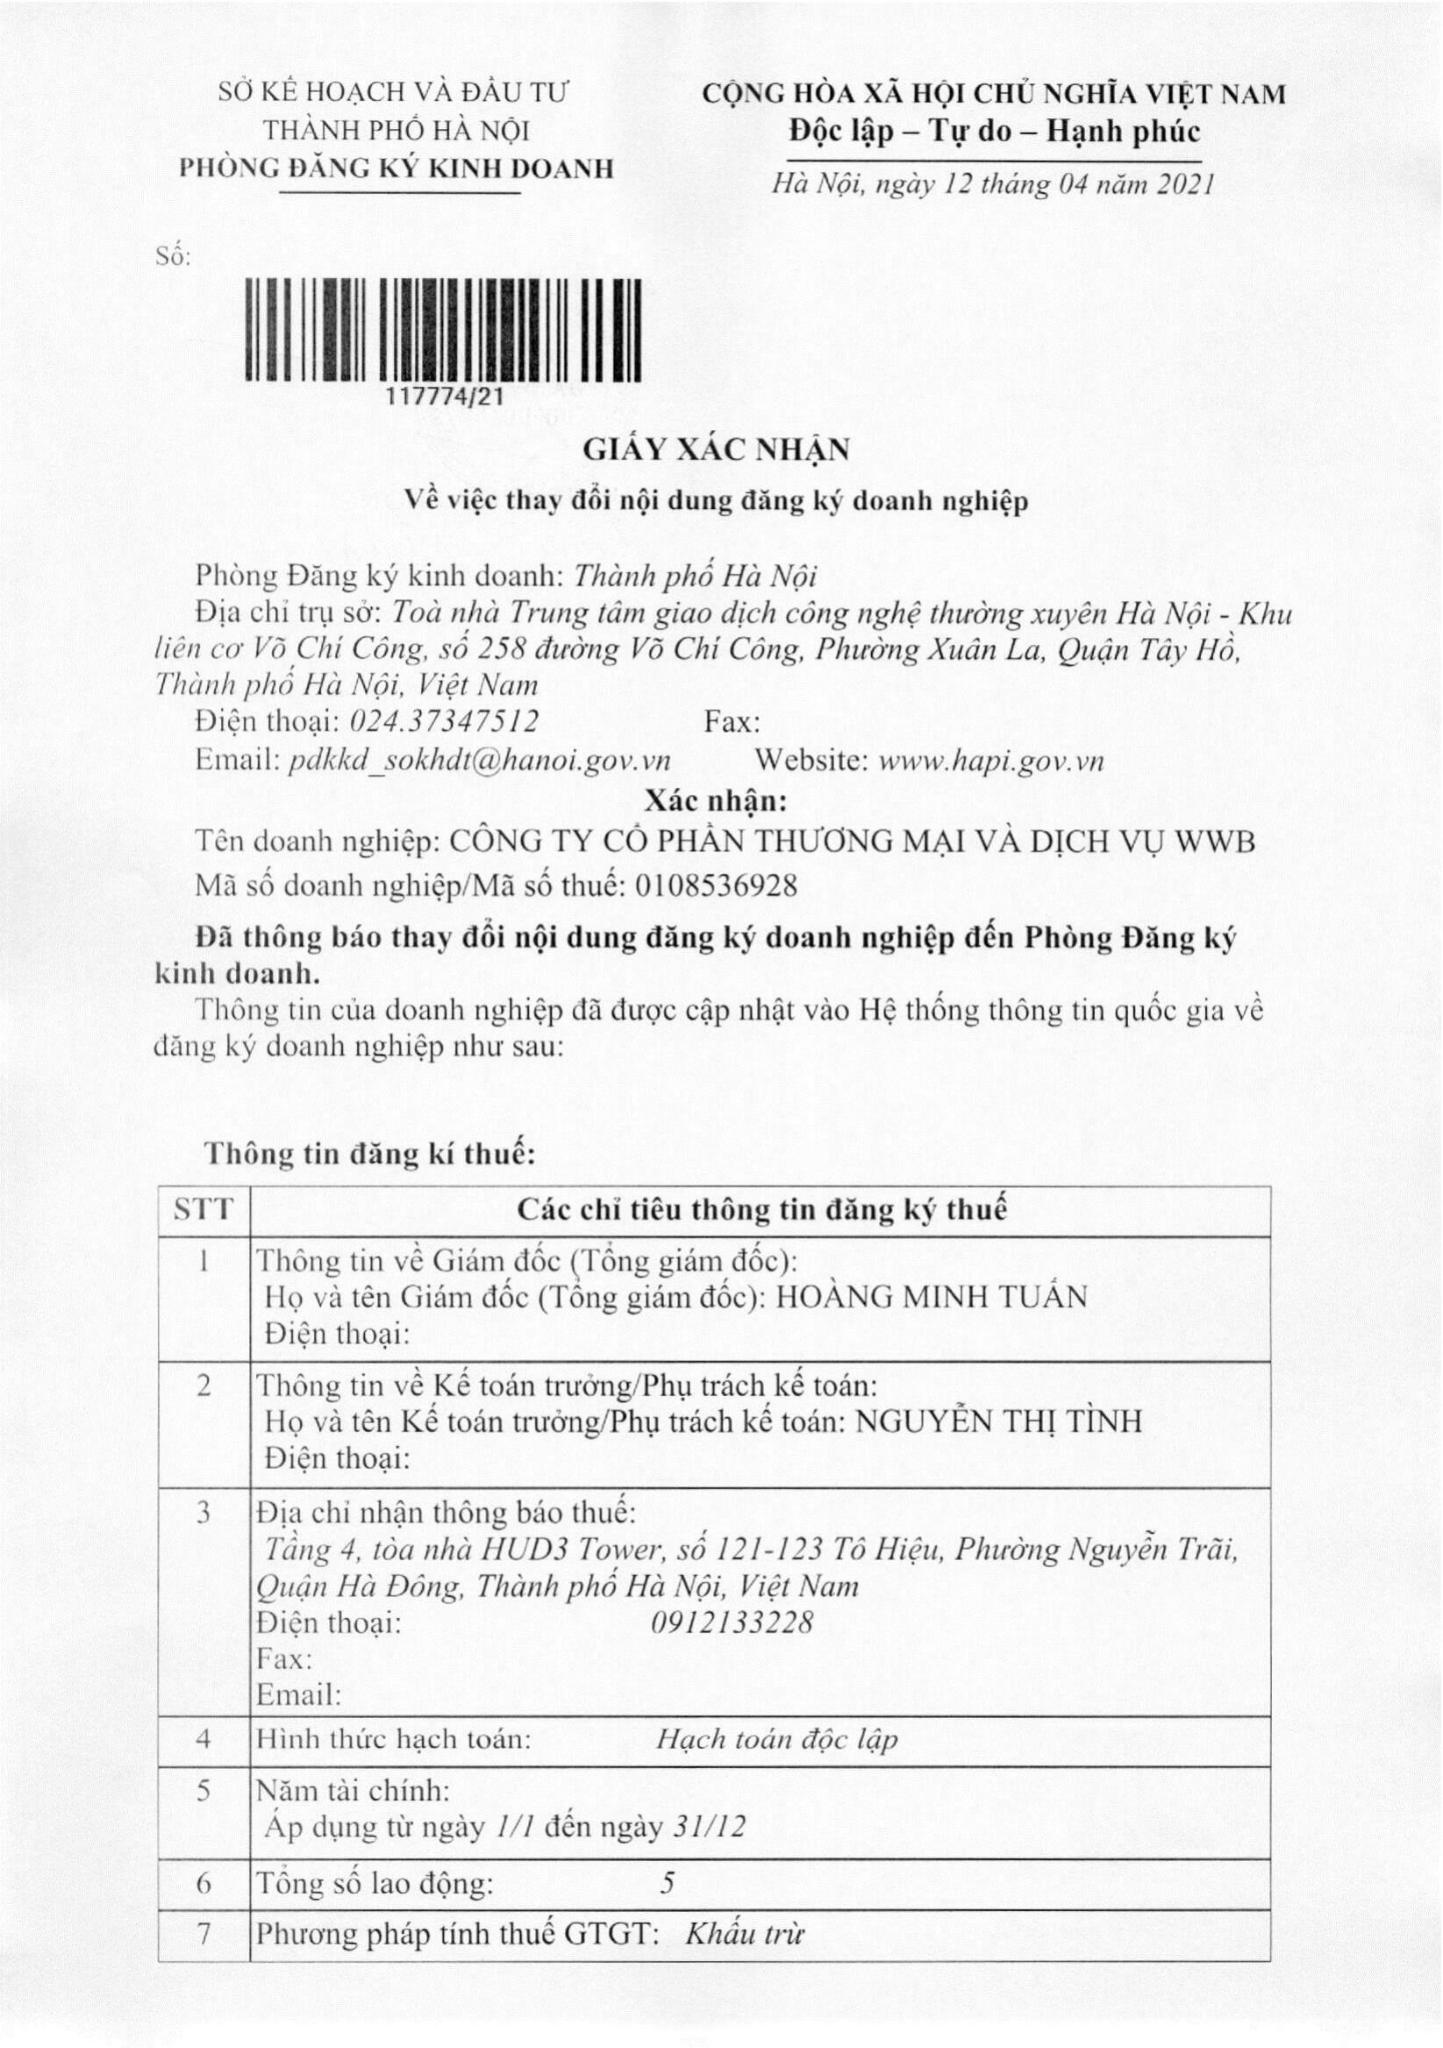 SỞ KẾ HOẠCH VÀ ĐẦU TƯ
THÀNH PHỐ HÀ NỘI
PHÒNG ĐĂNG KÝ KINH DOANH
CỘNG HÒA XÃ HỘI CHỦ NGHĨA VIỆT NAM
Độc lập – Tự do – Hạnh phúc
Hà Nội, ngày 12 tháng 04 năm 2021
Số:
117774/21
GIẤY XÁC NHẬN
Về việc thay đổi nội dung đăng ký doanh nghiệp
Phòng Đăng ký kinh doanh: Thành phố Hà Nội
Địa chỉ trụ sở: Toà nhà Trung tâm giao dịch công nghệ thường xuyên Hà Nội - Khu
liên cơ Võ Chí Công, số 258 đường Võ Chí Công, Phường Xuân La, Quận Tây Hồ,
Thành phố Hà Nội, Việt Nam
Điện thoại: 024.37347512 Fax:
Email: pdkkd_sokhdt@hanoi.gov.vn Website: www.hapi.gov.vn
Xác nhận:
Tên doanh nghiệp: CÔNG TY CỔ PHẦN THƯƠNG MẠI VÀ DỊCH VỤ WWB
Mã số doanh nghiệp/Mã số thuế: 0108536928
Đã thông báo thay đổi nội dung đăng ký doanh nghiệp đến Phòng Đăng ký
kinh doanh.
Thông tin của doanh nghiệp đã được cập nhật vào Hệ thống thông tin quốc gia về
đăng ký doanh nghiệp như sau:
Thông tin đăng kí thuế:
STT Các chỉ tiêu thông tin đăng ký thuế
1 Thông tin về Giám đốc (Tổng giám đốc):
Họ và tên Giám đốc (Tổng giám đốc): HOÀNG MINH TUẤN
Điện thoại:
2 Thông tin về Kế toán trưởng/Phụ trách kế toán:
Họ và tên Kế toán trưởng/Phụ trách kế toán: NGUYỄN THỊ TÌNH
Điện thoại:
3 Địa chỉ nhận thông báo thuế:
Tầng 4, tòa nhà HUD3 Tower, số 121-123 Tô Hiệu, Phường Nguyễn Trãi,
Quận Hà Đông, Thành phố Hà Nội, Việt Nam
Điện thoại: 0912133228
Fax:
Email:
4 Hình thức hạch toán: Hạch toán độc lập
5 Năm tài chính:
Áp dụng từ ngày 1/1 đến ngày 31/12
6 Tổng số lao động: 5
7 Phương pháp tính thuế GTGT: Khấu trừ